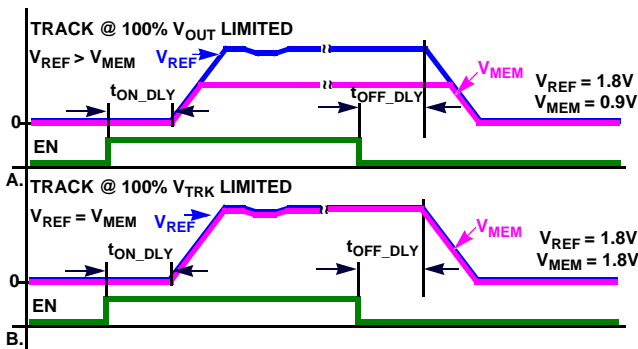 TRACK @ 100% VOUT LIMITED
VREF > VMEM
VREF
VMEM
VREF = 1.8V
VMEM = 0.9V
tON_DLY
tOFF_DLY
0
EN
A.
TRACK @ 100% VTRK LIMITED
VREF = VMEM
VREF
VMEM
VREF = 1.8V
VMEM = 1.8V
tON_DLY
tOFF_DLY
0
EN
B.